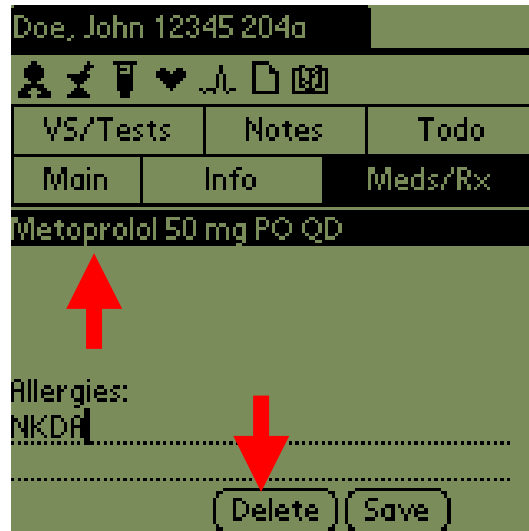 Doe, John 12345 204a
VS/Tests Notes Todo
Main Info Meds/Rx
Metoprolol 50 mg PO QD
Allergies:
NKDA
Delete Save